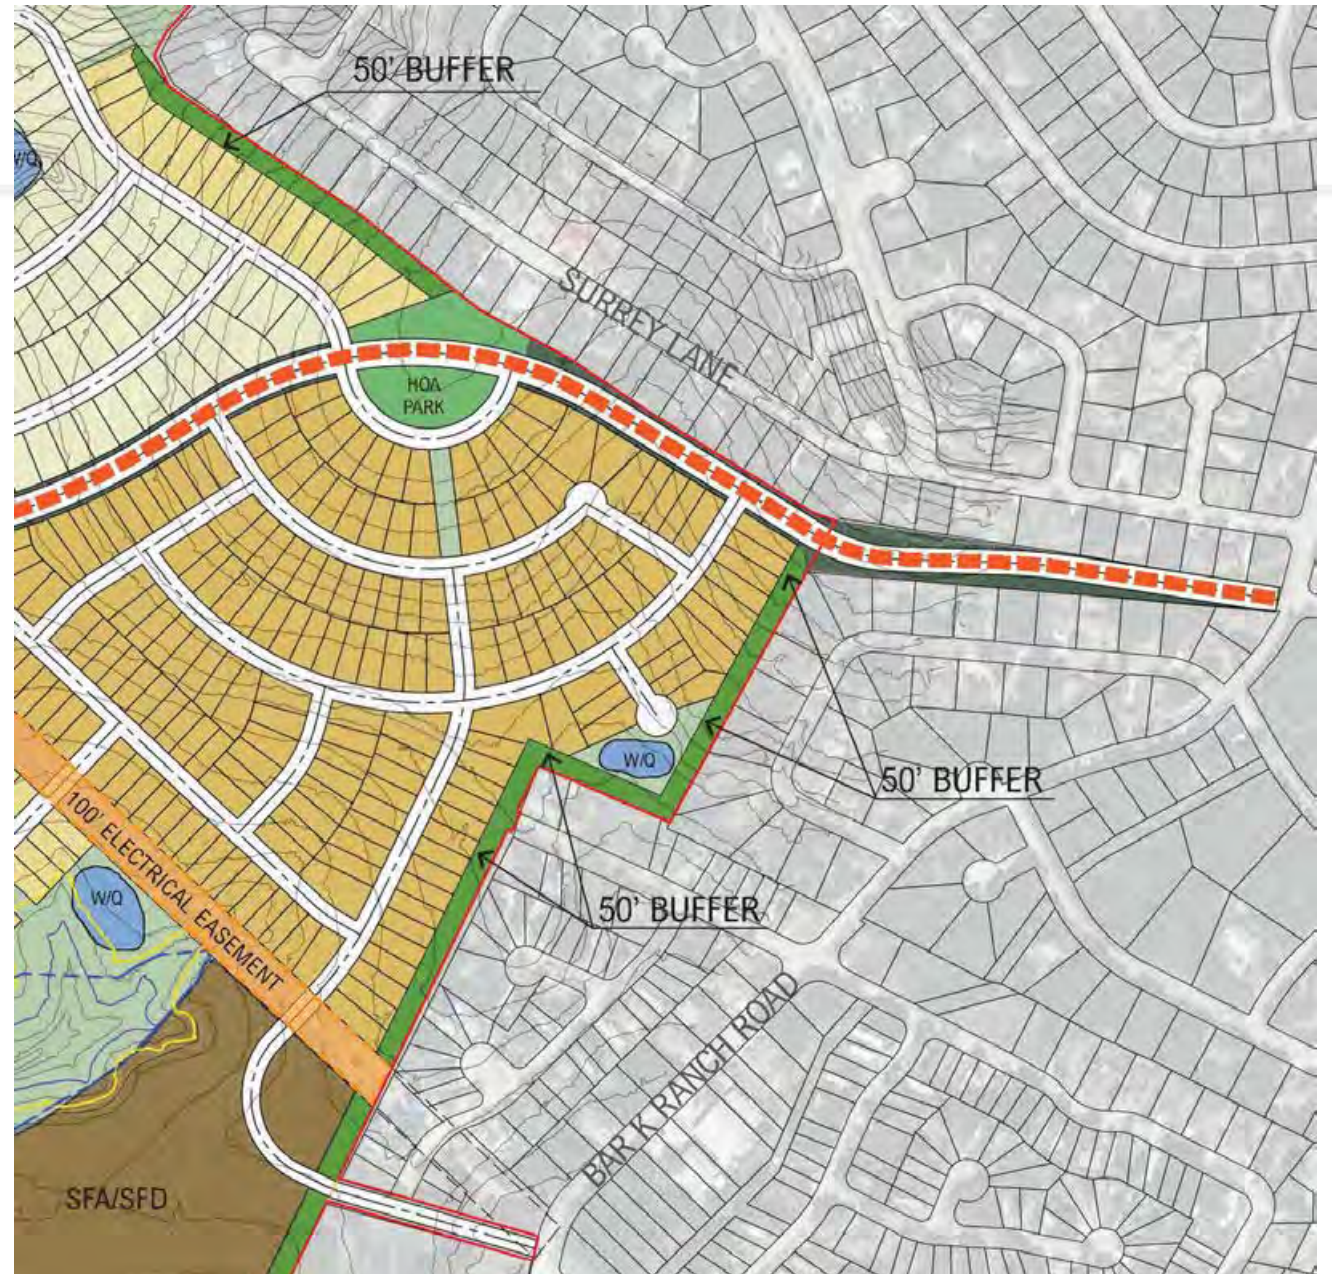 50' BUFFER
W/Q
SURREY LANE
HOA
PARK
W/Q
50' BUFFER
100' ELECTRICAL EASEMENT
W/Q
50' BUFFER
BAR K RANCH ROAD
SFA/SFD